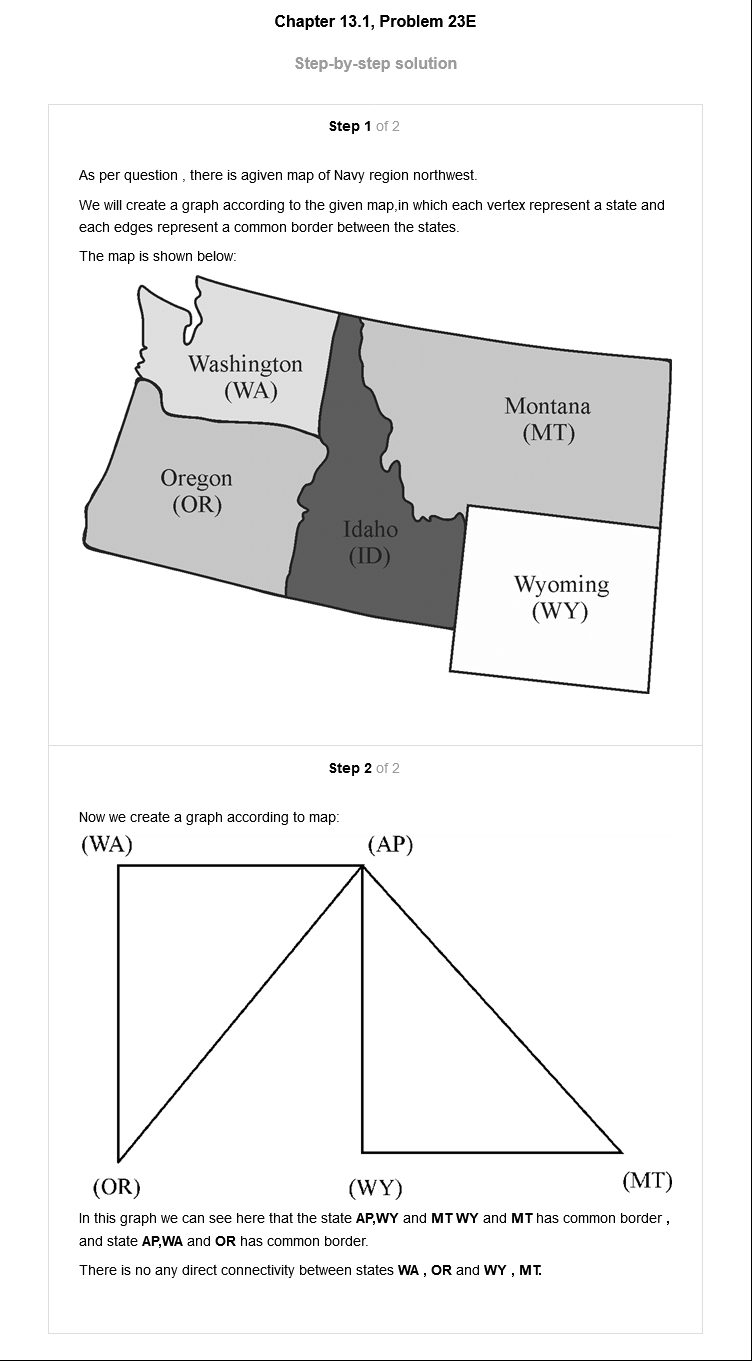 Chapter 13.1, Problem 23E
Step-by-step solution
Step 1 of 2
As per question , there is agiven map of Navy region northwest.
We will create a graph according to the given map,in which each vertex represent a state and
each edges represent a common border between the states.
The map is shown below:
Washington
(WA)
Montana
(MT)
Oregon
(OR)
Idaho
(ID)
Wyoming
(WY)
Step 2 of 2
Now we create a graph according to map:
(WA) (AP)
(OR) (WY) (MT)
In this graph we can see here that the state AP,WY and MT WY and MT has common border ,
and state AP,WA and OR has common border.
There is no any direct connectivity between states WA , OR and WY , MT.